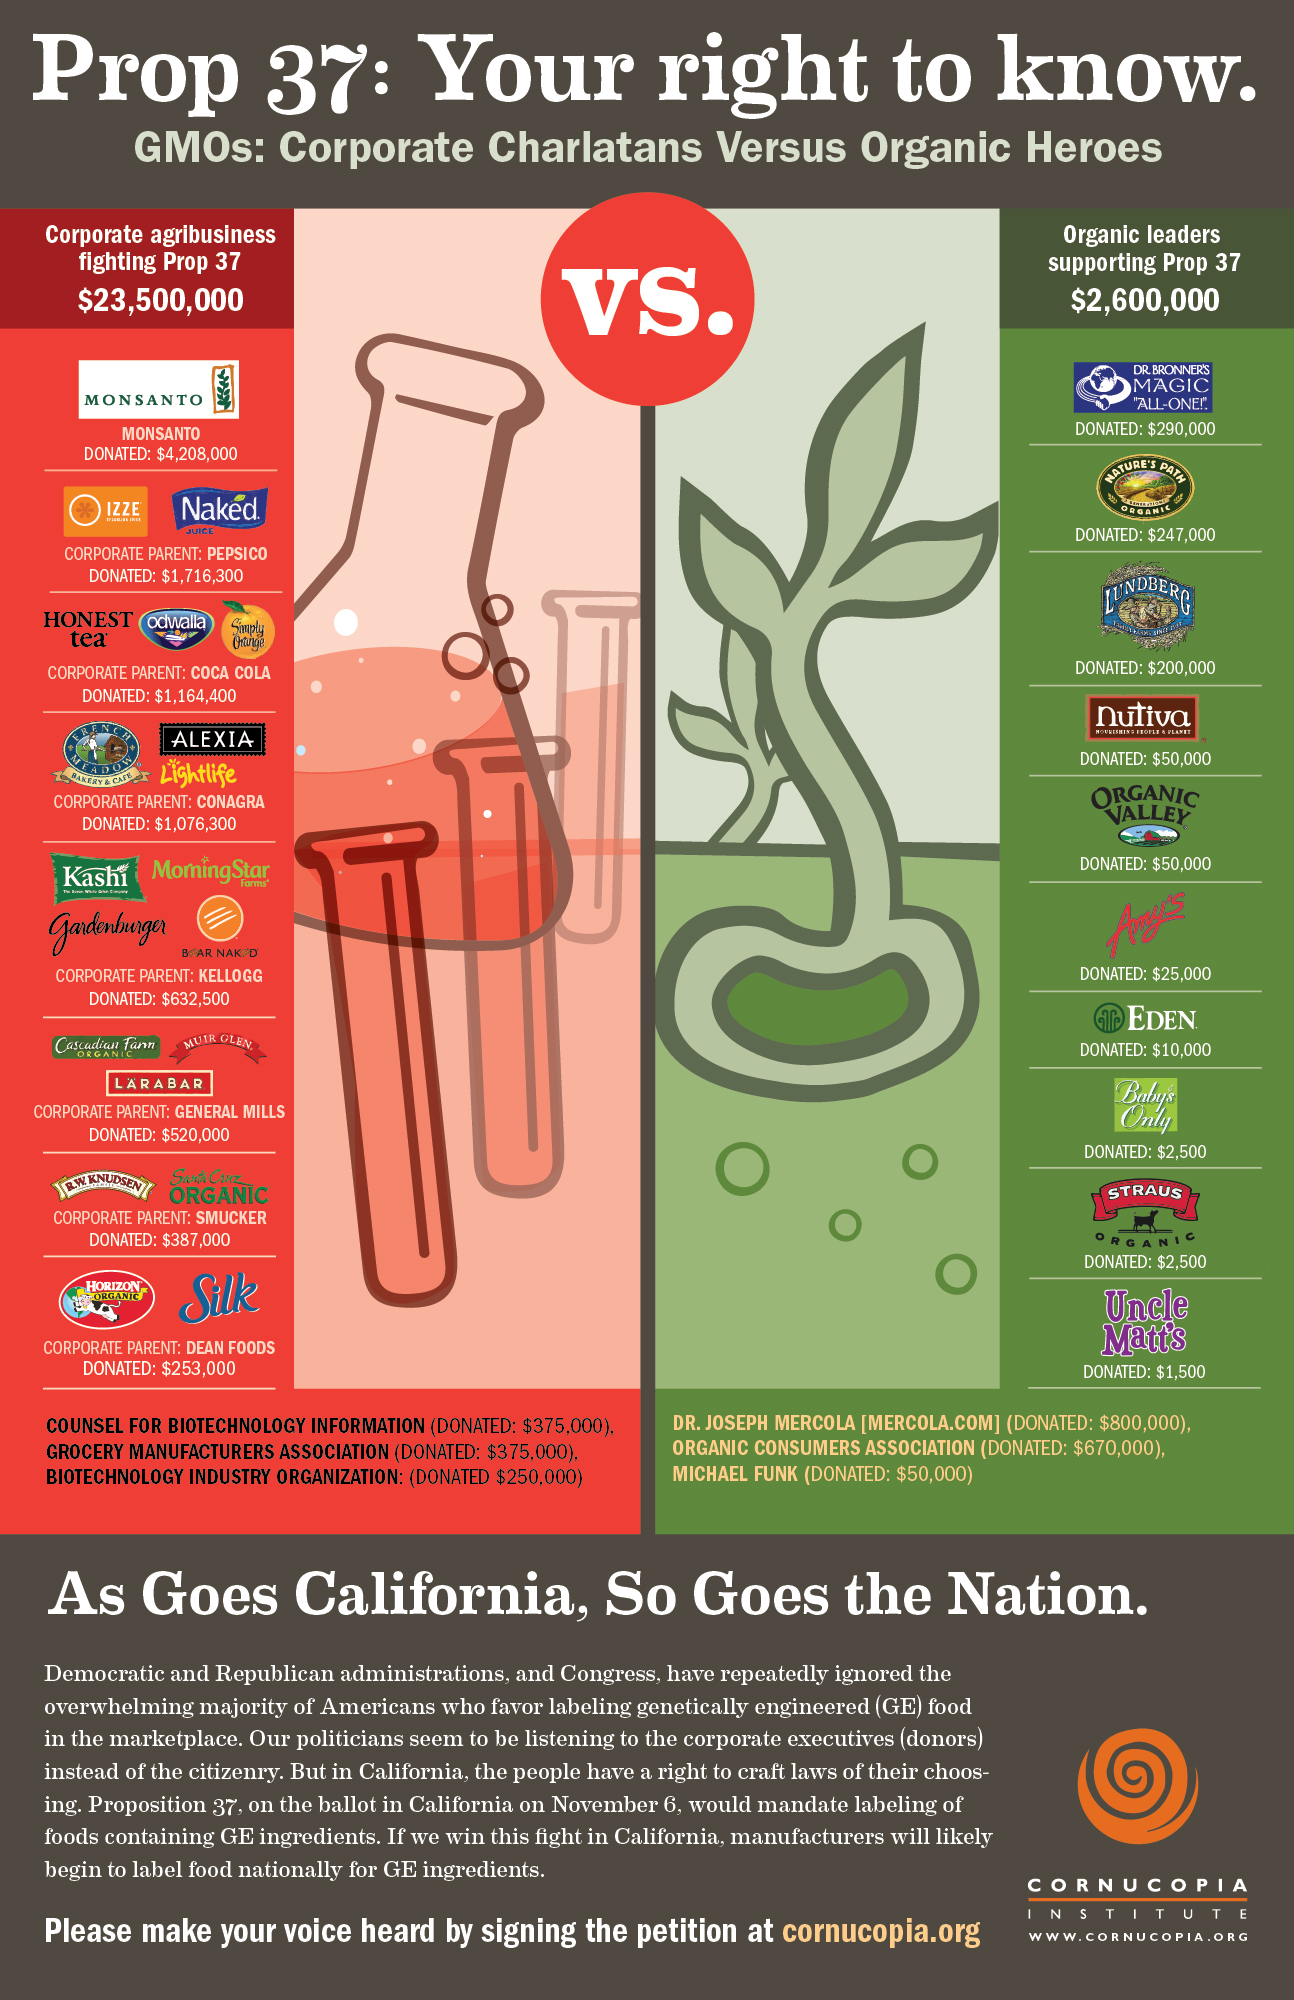 Prop 37: Your right to know.
GMOs: Corporate Charlatans Versus Organic Heroes
Corporate agribusiness
fighting Prop 37
$23,500,000
vs.
Organic leaders
supporting Prop 37
$2,600,000
MONSANTO
MONSANTO
DONATED: $4,208,000
IZZE
Naked
JUICE
CORPORATE PARENT: PEPSICO
DONATED: $1,716,300
HONEST
tea
odwalla
Simply
Orange
CORPORATE PARENT: COCA COLA
DONATED: $1,164,400
FRENCH
MEADOW
BAKERY & CAFE
ALEXIA
Lightlife
CORPORATE PARENT: CONAGRA
DONATED: $1,076,300
Kashi
The Seven Whole Grain Company
MorningStar
Farms
Gardenburger
BEAR NAKED
CORPORATE PARENT: KELLOGG
DONATED: $632,500
Cascadian Farm
ORGANIC
MUIR GLEN
LÄRABAR
CORPORATE PARENT: GENERAL MILLS
DONATED: $520,000
R.W. KNUDSEN
FAMILY
Santa Cruz
ORGANIC
CORPORATE PARENT: SMUCKER
DONATED: $387,000
HORIZON
ORGANIC
Silk
CORPORATE PARENT: DEAN FOODS
DONATED: $253,000
COUNSEL FOR BIOTECHNOLOGY INFORMATION (DONATED: $375,000),
GROCERY MANUFACTURERS ASSOCIATION (DONATED: $375,000),
BIOTECHNOLOGY INDUSTRY ORGANIZATION: (DONATED $250,000)
DR. BRONNER'S
MAGIC
"ALL-ONE!"
DONATED: $290,000
NATURE'S PATH
ORGANIC
DONATED: $247,000
LUNDBERG
DONATED: $200,000
nutiva
NOURISHING PEOPLE & PLANET
DONATED: $50,000
ORGANIC
VALLEY
DONATED: $50,000
Amy's
DONATED: $25,000
EDEN
DONATED: $10,000
Baby's
Only
DONATED: $2,500
STRAUS
ORGANIC
DONATED: $2,500
Uncle
Matt's
DONATED: $1,500
DR. JOSEPH MERCOLA [MERCOLA.COM] (DONATED: $800,000),
ORGANIC CONSUMERS ASSOCIATION (DONATED: $670,000),
MICHAEL FUNK (DONATED: $50,000)
As Goes California, So Goes the Nation.
Democratic and Republican administrations, and Congress, have repeatedly ignored the
overwhelming majority of Americans who favor labeling genetically engineered (GE) food
in the marketplace. Our politicians seem to be listening to the corporate executives (donors)
instead of the citizenry. But in California, the people have a right to craft laws of their choos-
ing. Proposition 37, on the ballot in California on November 6, would mandate labeling of
foods containing GE ingredients. If we win this fight in California, manufacturers will likely
begin to label food nationally for GE ingredients.
Please make your voice heard by signing the petition at cornucopia.org
CORNUCOPIA
INSTITUTE
WWW.CORNUCOPIA.ORG